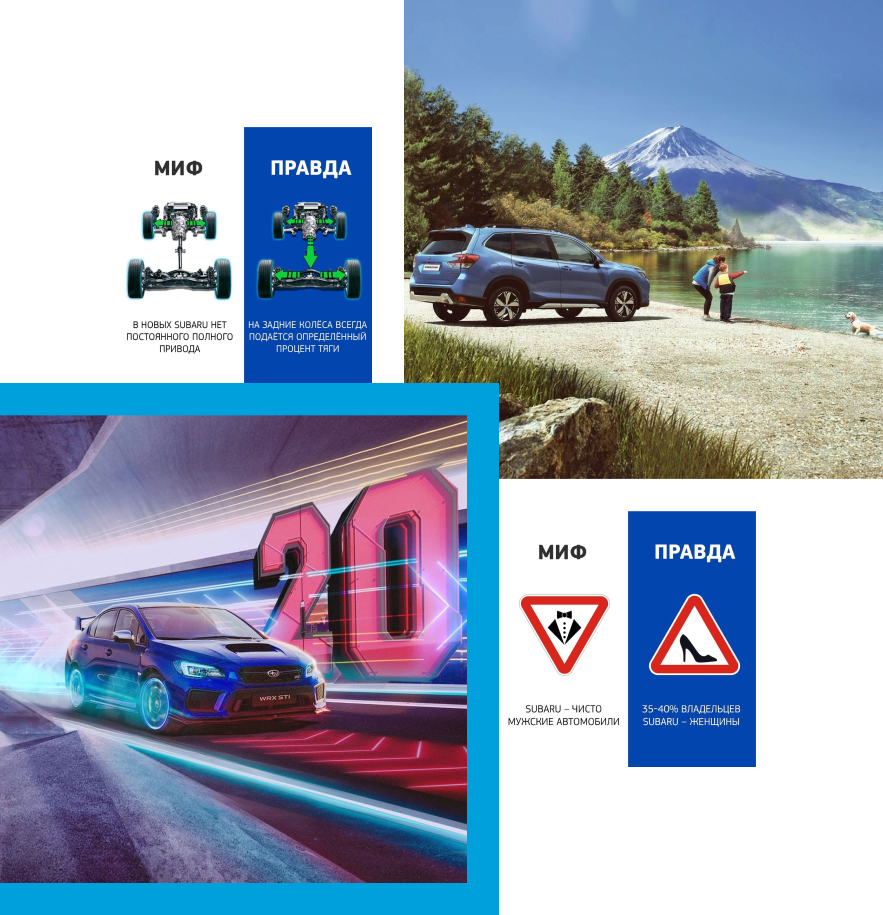 МИФ
ПРАВДА
В НОВЫХ SUBARU НЕТ
ПОСТОЯННОГО ПОЛНОГО
ПРИВОДА
НА ЗАДНИЕ КОЛЁСА ВСЕГДА
ПОДАЁТСЯ ОПРЕДЕЛЁННЫЙ
ПРОЦЕНТ ТЯГИ
20
WRX STI
МИФ
ПРАВДА
SUBARU – ЧИСТО
МУЖСКИЕ АВТОМОБИЛИ
35-40% ВЛАДЕЛЬЦЕВ
SUBARU – ЖЕНЩИНЫ